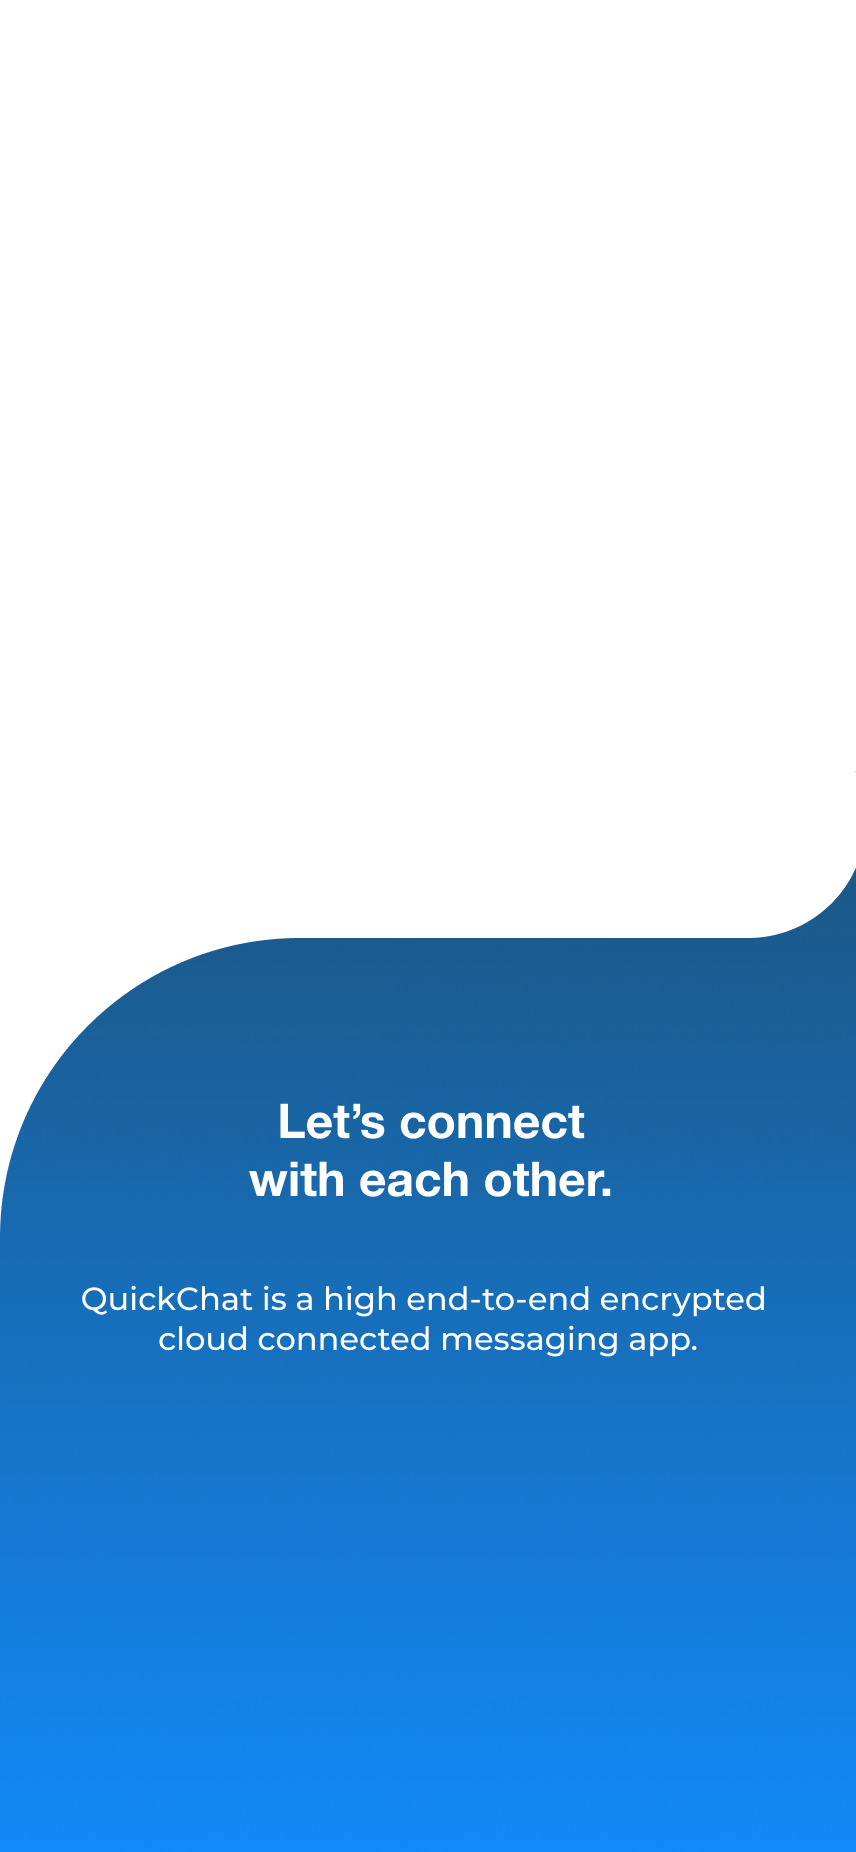 Let’s connect
with each other.
QuickChat is a high end-to-end encrypted
cloud connected messaging app.